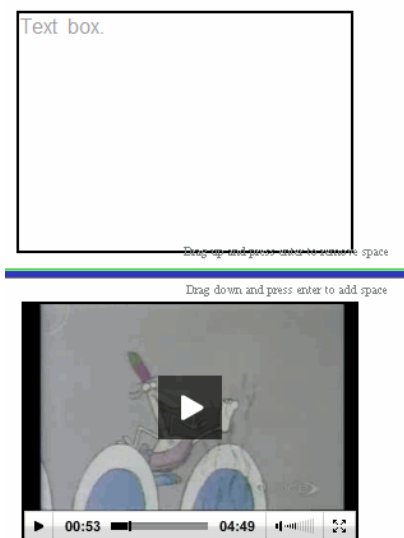 Text box.
Drag up and press enter to remove space
Drag down and press enter to add space
00:53 04:49